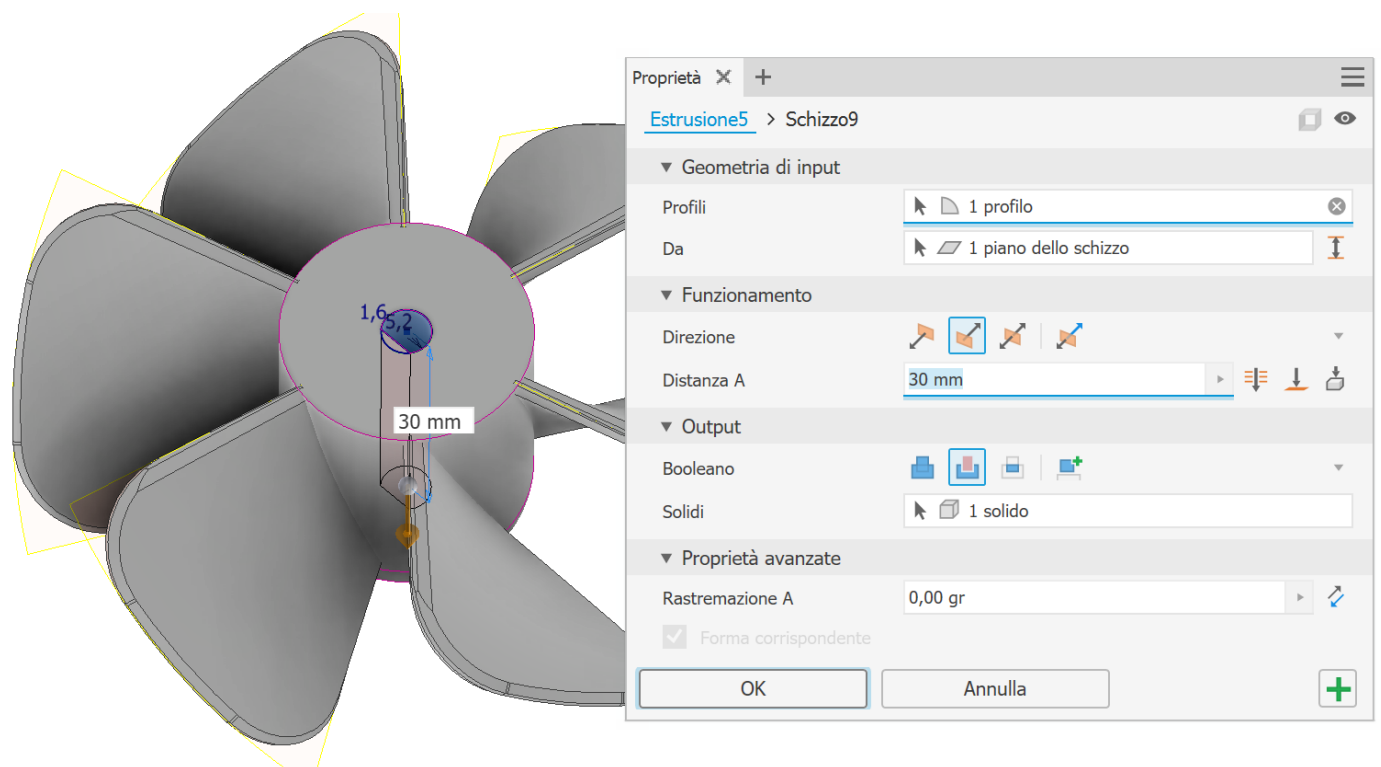 Proprietà
Estrusione5 > Schizzo9
Geometria di input
Profili 1 profilo
Da 1 piano dello schizzo
Funzionamento
Direzione
Distanza A 30 mm
Output
Booleano
Solidi 1 solido
Proprietà avanzate
Rastremazione A 0,00 gr
Forma corrispondente
OK Annulla
1,6
5,2
30 mm